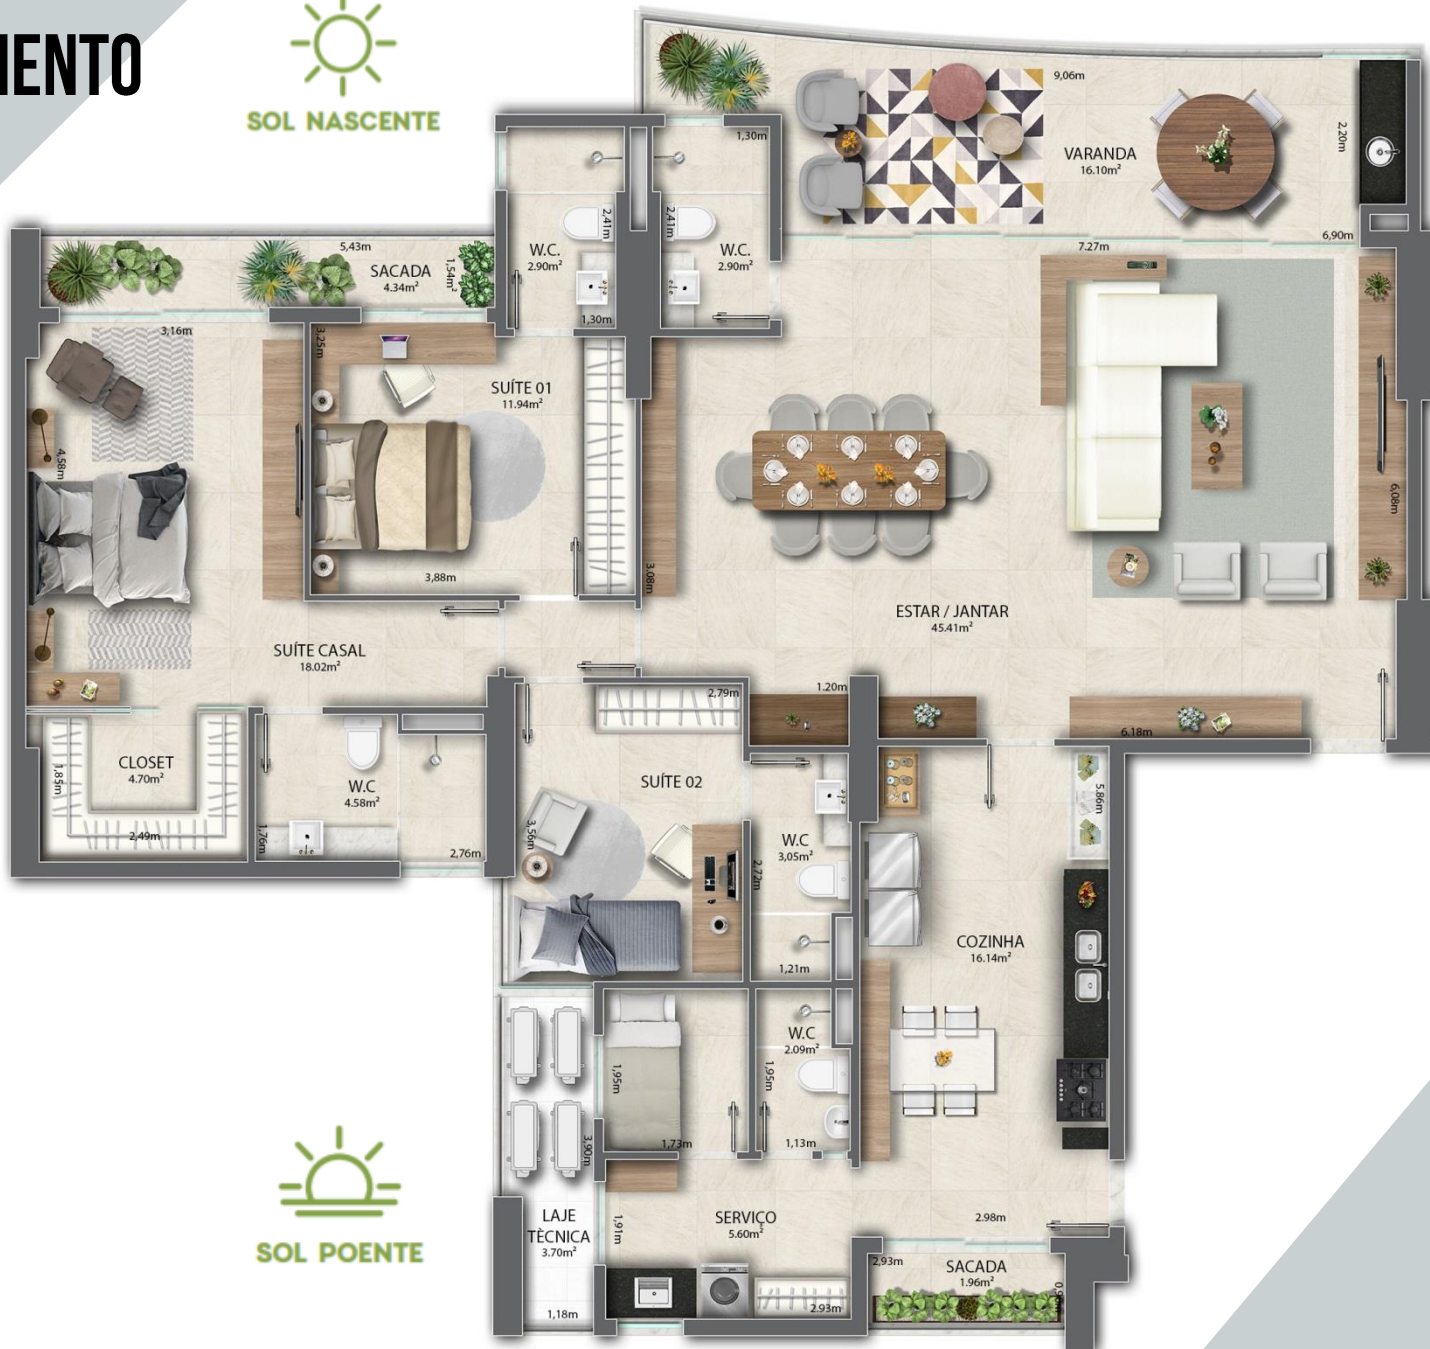 IENTO
SOL NASCENTE
9,06m
1,30m
2,20m
VARANDA
16.10m²
2,41m
2,41m
6,90m
7.27m
5,43m
SACADA
4.34m²
1,54m²
W.C.
2.90m²
W.C.
2.90m²
1,30m
3,16m
3,25m
SUÍTE 01
11.94m²
4,58m
6,08m
3,88m
3.08m
ESTAR / JANTAR
45.41m²
SUÍTE CASAL
18.02m²
2,79m
1.20m
6.18m
CLOSET
4.70m²
1,85m
2,49m
W.C
4.58m²
1,76m
2,76m
SUÍTE 02
3,56m
W.C
3,05m²
2,72m
1,21m
5.86m
COZINHA
16.14m²
W.C
2.09m²
1,95m
1,95m
1,73m
1,13m
3,90m
SOL POENTE
LAJE
TÈCNICA
3.70m²
1,18m
1,91m
SERVIÇO
5.60m²
2.93m
2.98m
2,93m
SACADA
1.96m²